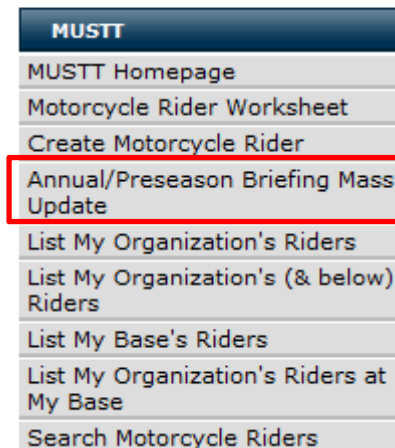 MUSTT
MUSTT Homepage
Motorcycle Rider Worksheet
Create Motorcycle Rider
Annual/Preseason Briefing Mass
Update
List My Organization's Riders
List My Organization's (& below)
Riders
List My Base's Riders
List My Organization's Riders at
My Base
Search Motorcycle Riders